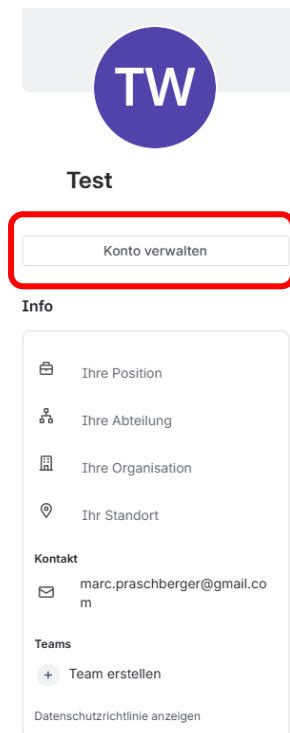 TW
Test
Konto verwalten
Info
Ihre Position
Ihre Abteilung
Ihre Organisation
Ihr Standort
Kontakt
marc.praschberger@gmail.co
m
Teams
+ Team erstellen
Datenschutzrichtlinie anzeigen